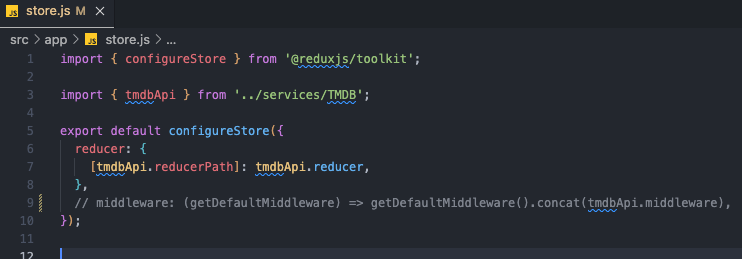 JS store.js M ×
src > app > JS store.js > ...
1 import { configureStore } from '@reduxjs/toolkit';
2
3 import { tmdbApi } from '../services/TMDB';
4
5 export default configureStore({
6 reducer: {
7 [tmdbApi.reducerPath]: tmdbApi.reducer,
8 },
9 // middleware: (getDefaultMiddleware) => getDefaultMiddleware().concat(tmdbApi.middleware),
10 });
11
12